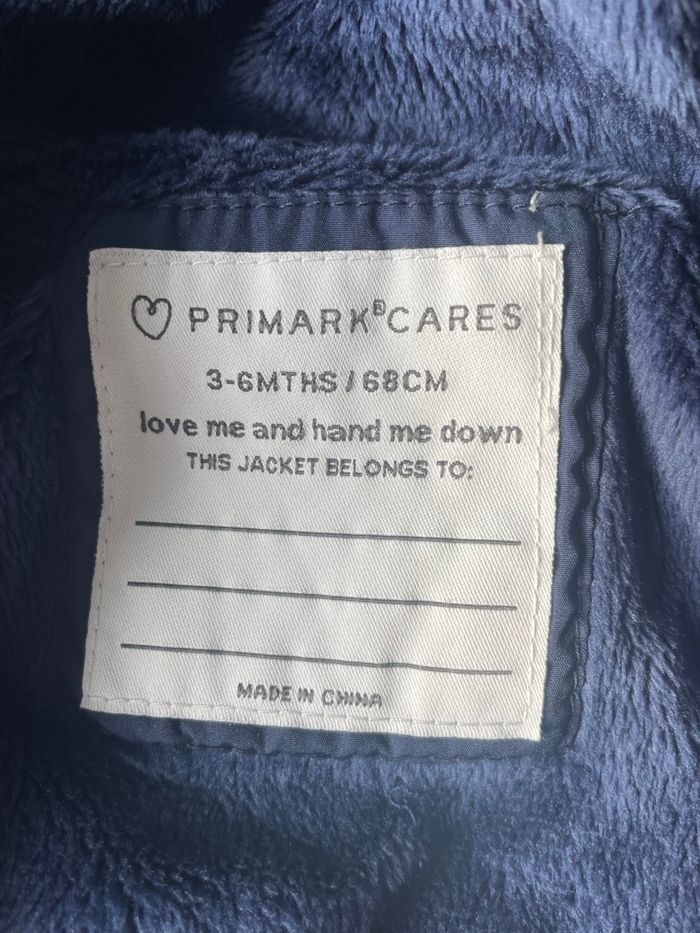 PRIMARK®CARES
3-6MTHS / 68CM
love me and hand me down
THIS JACKET BELONGS TO:
MADE IN CHINA